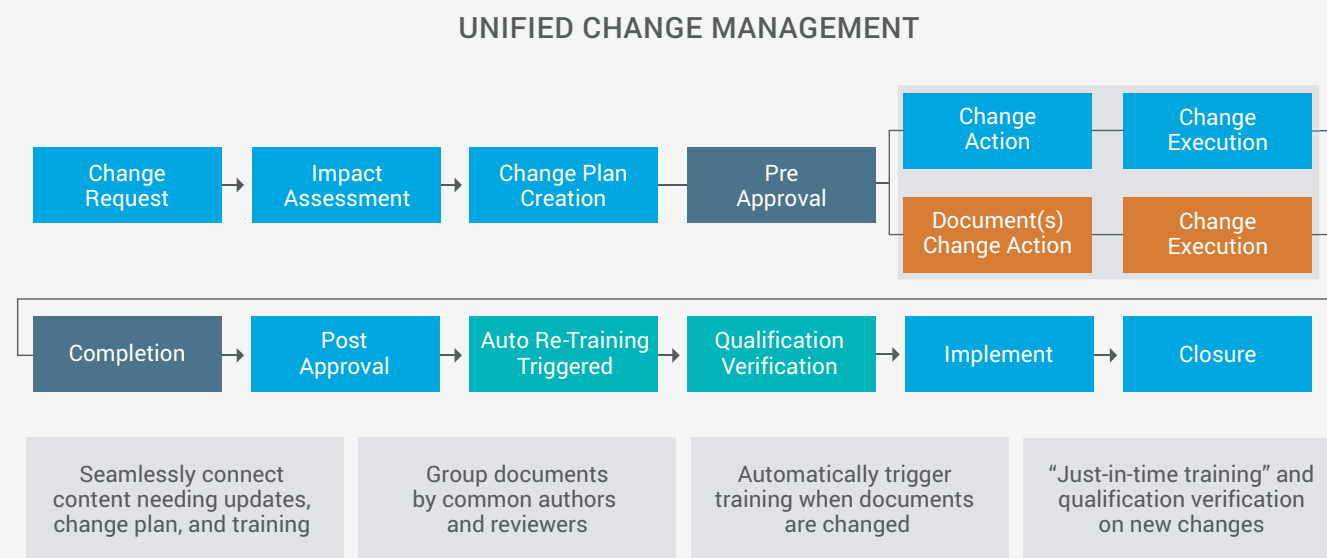 UNIFIED CHANGE MANAGEMENT
Change
Request
Impact
Assessment
Change Plan
Creation
Pre
Approval
Change
Action
Change
Execution
Document(s)
Change Action
Change
Execution
Completion
Post
Approval
Auto Re-Training
Triggered
Qualification
Verification
Implement
Closure
Seamlessly connect
content needing updates,
change plan, and training
Group documents
by common authors
and reviewers
Automatically trigger
training when documents
are changed
“Just-in-time training” and
qualification verification
on new changes